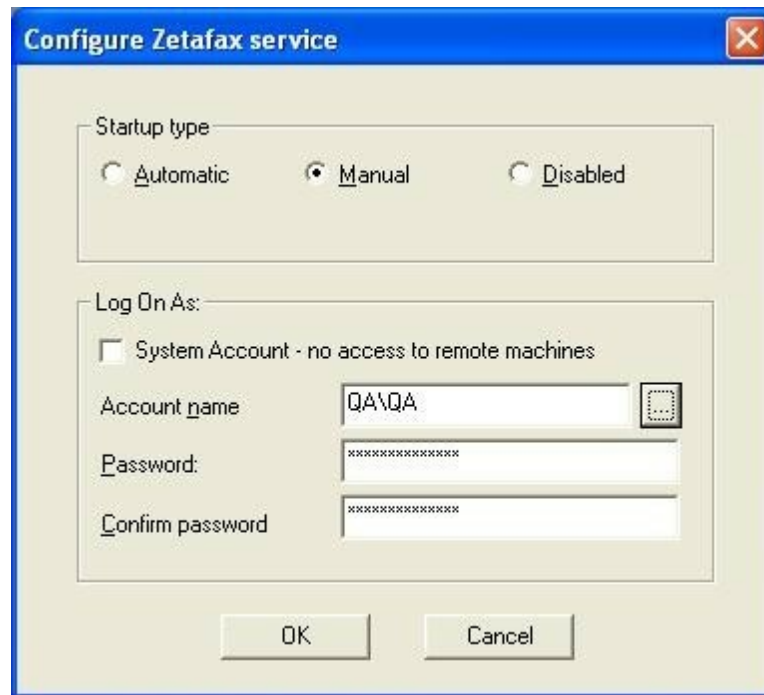 Configure Zetafax service
Startup type
Automatic Manual Disabled
Log On As:
System Account - no access to remote machines
Account name QA\QA ...
Password: **************
Confirm password **************
OK Cancel